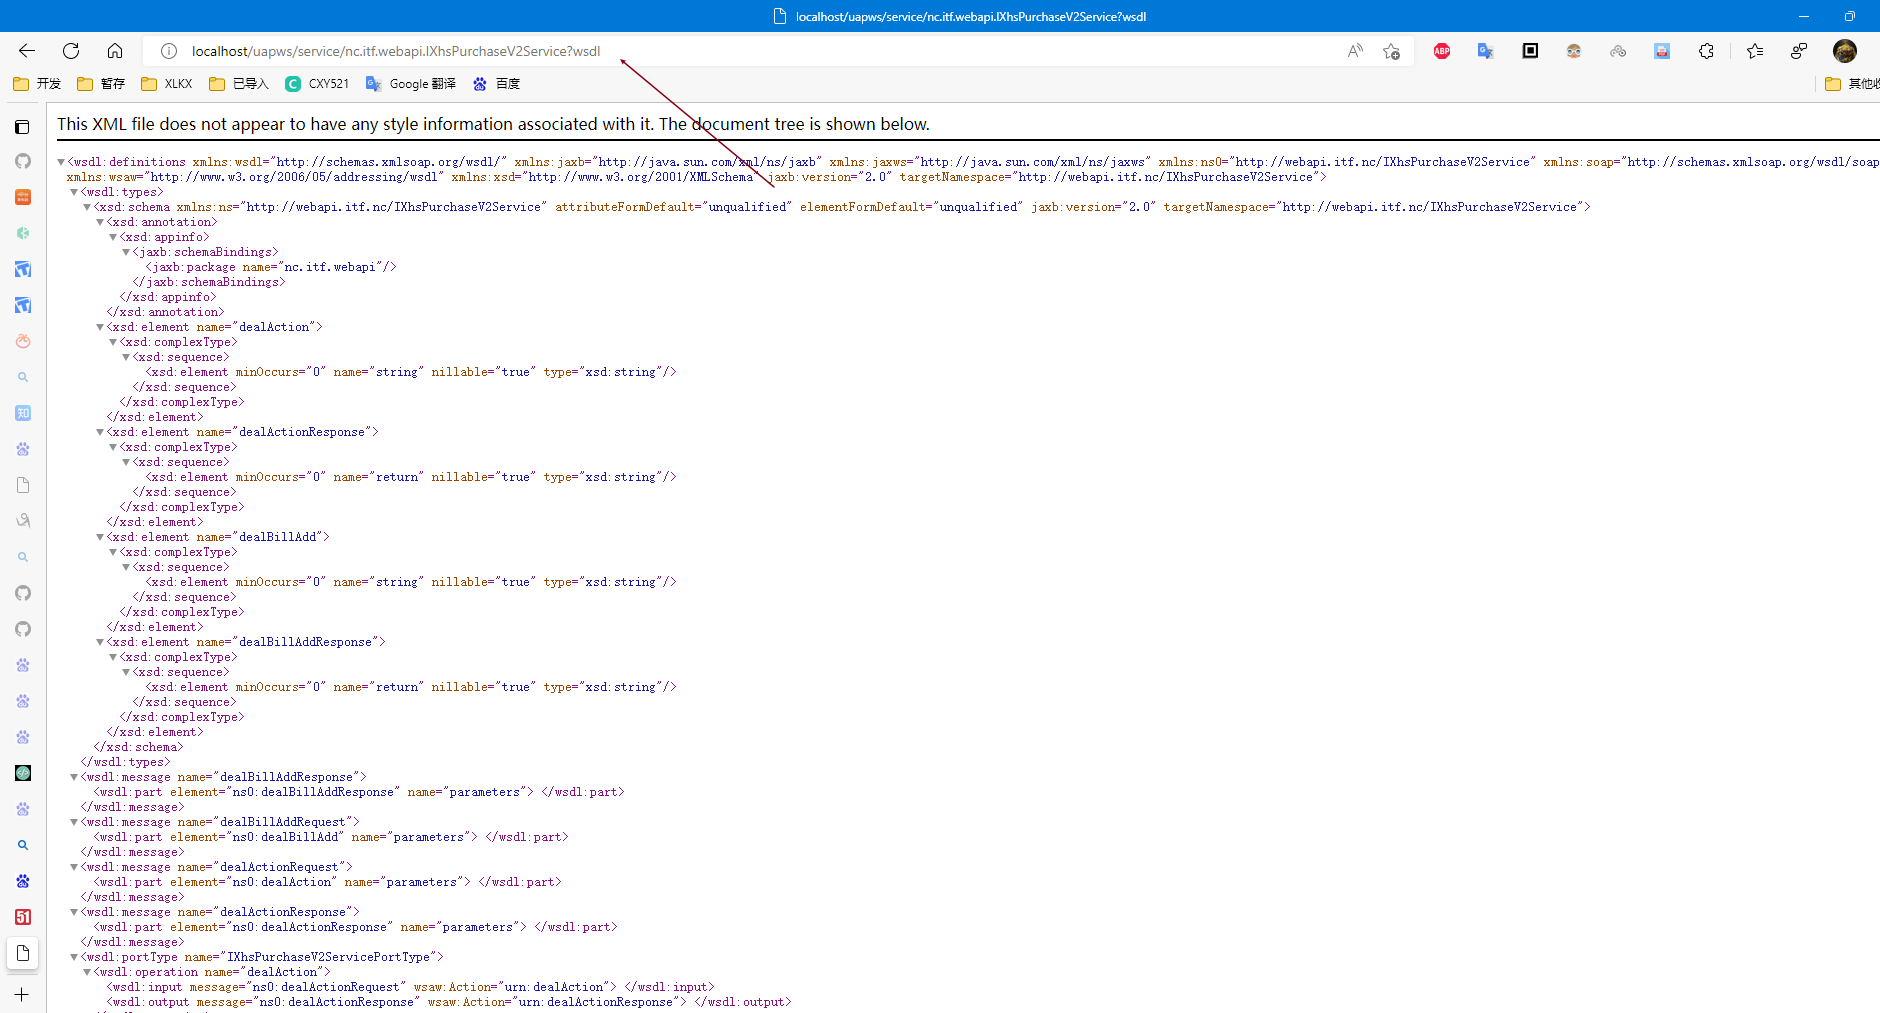 localhost/uapws/service/nc.itf.webapi.IXhsPurchaseV2Service?wsdl
localhost/uapws/service/nc.itf.webapi.IXhsPurchaseV2Service?wsdl
开发 暂存 XLKX 已导入 CXY521 Google 翻译 百度 其他收
This XML file does not appear to have any style information associated with it. The document tree is shown below.
<wsdl:definitions xmlns:wsdl="http://schemas.xmlsoap.org/wsdl/" xmlns:jaxb="http://java.sun.com/xml/ns/jaxb" xmlns:jaxws="http://java.sun.com/xml/ns/jaxws" xmlns:ns0="http://webapi.itf.nc/IXhsPurchaseV2Service" xmlns:soap="http://schemas.xmlsoap.org/wsdl/soap
xmlns:wsaw="http://www.w3.org/2006/05/addressing/wsdl" xmlns:xsd="http://www.w3.org/2001/XMLSchema" jaxb:version="2.0" targetNamespace="http://webapi.itf.nc/IXhsPurchaseV2Service">
<wsdl:types>
<xsd:schema xmlns:ns="http://webapi.itf.nc/IXhsPurchaseV2Service" attributeFormDefault="unqualified" elementFormDefault="unqualified" jaxb:version="2.0" targetNamespace="http://webapi.itf.nc/IXhsPurchaseV2Service">
<xsd:annotation>
<xsd:appinfo>
<jaxb:schemaBindings>
<jaxb:package name="nc.itf.webapi"/>
</jaxb:schemaBindings>
</xsd:appinfo>
</xsd:annotation>
<xsd:element name="dealAction">
<xsd:complexType>
<xsd:sequence>
<xsd:element minOccurs="0" name="string" nillable="true" type="xsd:string"/>
</xsd:sequence>
</xsd:complexType>
</xsd:element>
<xsd:element name="dealActionResponse">
<xsd:complexType>
<xsd:sequence>
<xsd:element minOccurs="0" name="return" nillable="true" type="xsd:string"/>
</xsd:sequence>
</xsd:complexType>
</xsd:element>
<xsd:element name="dealBillAdd">
<xsd:complexType>
<xsd:sequence>
<xsd:element minOccurs="0" name="string" nillable="true" type="xsd:string"/>
</xsd:sequence>
</xsd:complexType>
</xsd:element>
<xsd:element name="dealBillAddResponse">
<xsd:complexType>
<xsd:sequence>
<xsd:element minOccurs="0" name="return" nillable="true" type="xsd:string"/>
</xsd:sequence>
</xsd:complexType>
</xsd:element>
</xsd:schema>
</wsdl:types>
<wsdl:message name="dealBillAddResponse">
<wsdl:part element="ns0:dealBillAddResponse" name="parameters"> </wsdl:part>
</wsdl:message>
<wsdl:message name="dealBillAddRequest">
<wsdl:part element="ns0:dealBillAdd" name="parameters"> </wsdl:part>
</wsdl:message>
<wsdl:message name="dealActionRequest">
<wsdl:part element="ns0:dealAction" name="parameters"> </wsdl:part>
</wsdl:message>
<wsdl:message name="dealActionResponse">
<wsdl:part element="ns0:dealActionResponse" name="parameters"> </wsdl:part>
</wsdl:message>
<wsdl:portType name="IXhsPurchaseV2ServicePortType">
<wsdl:operation name="dealAction">
<wsdl:input message="ns0:dealActionRequest" wsaw:Action="urn:dealAction"> </wsdl:input>
<wsdl:output message="ns0:dealActionResponse" wsaw:Action="urn:dealActionResponse"> </wsdl:output>